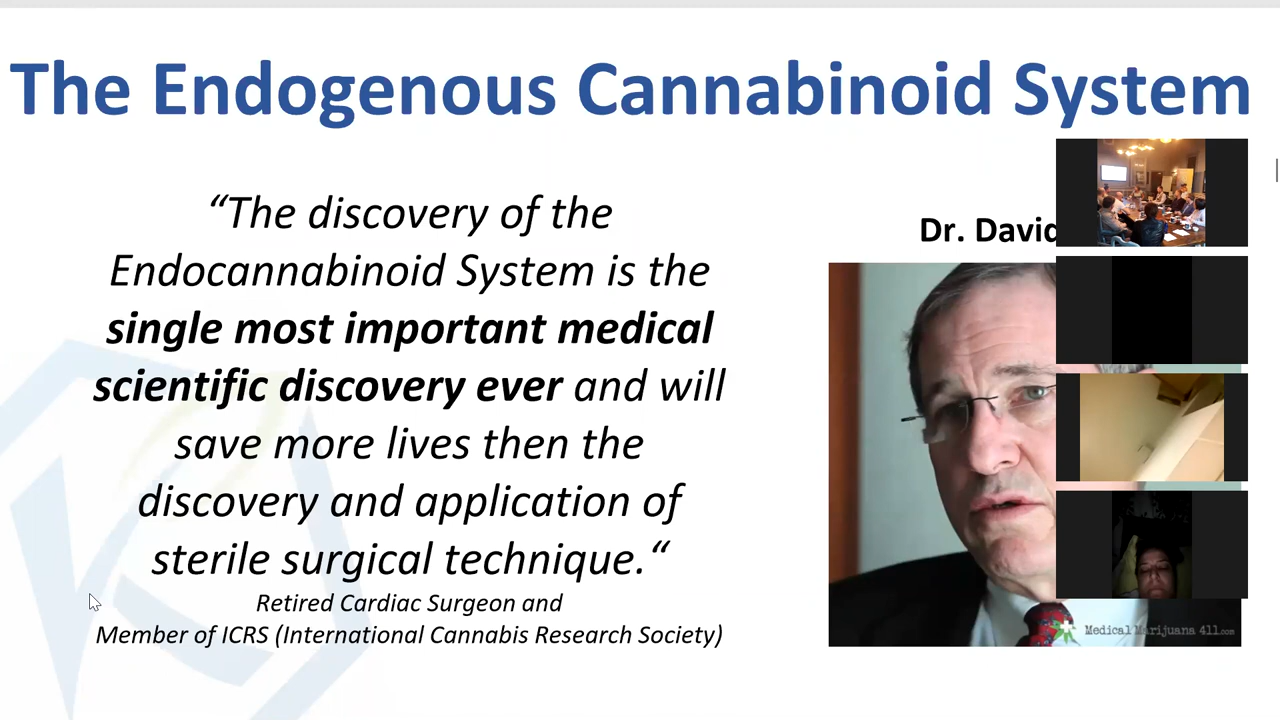 The Endogenous Cannabinoid System
“The discovery of the
Endocannabinoid System is the
single most important medical
scientific discovery ever and will
save more lives then the
discovery and application of
sterile surgical technique.“
Retired Cardiac Surgeon and
Member of ICRS (International Cannabis Research Society)
Dr. David
Medical Marijuana 411.com